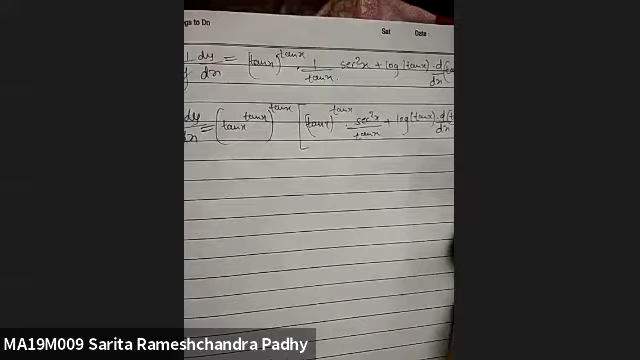 ngs to Do
Sat Date :
1/y dy/dx = (tanx)^tanx . 1/tanx . sec²x + log(tanx) . d/dx(ta
dy/dx = (tanx^tanx)^tanx [(tanx)^tanx . sec²x/tanx + log(tanx) . d/dx(t
MA19M009 Sarita Rameshchandra Padhy